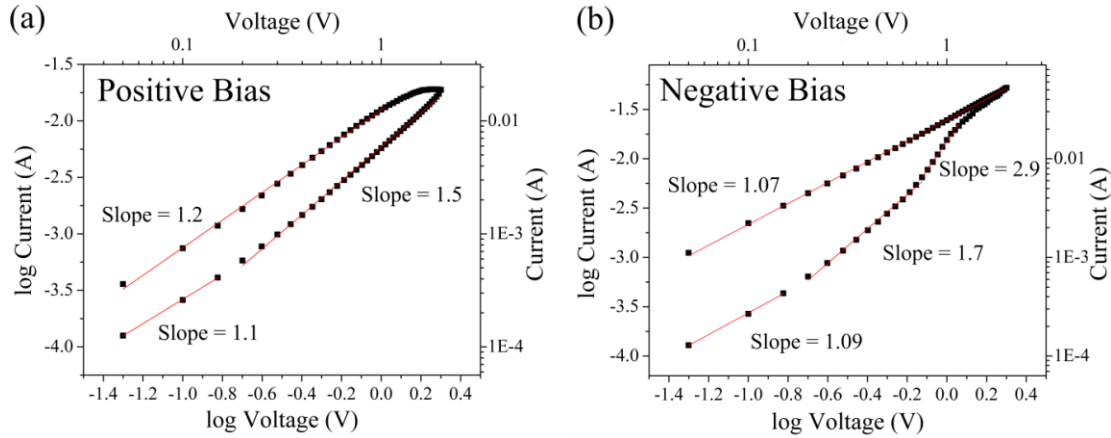 (a)
Voltage (V)
0.1 1
Positive Bias
-1.5
-2.0
-2.5
-3.0
-3.5
-4.0
log Current (A)
Slope = 1.2
Slope = 1.5
Slope = 1.1
0.01
1E-3
1E-4
Current (A)
-1.4 -1.2 -1.0 -0.8 -0.6 -0.4 -0.2 0.0 0.2 0.4
log Voltage (V)
(b)
Voltage (V)
0.1 1
Negative Bias
-1.5
-2.0
-2.5
-3.0
-3.5
-4.0
log Current (A)
Slope = 1.07
Slope = 2.9
Slope = 1.7
Slope = 1.09
0.01
1E-3
1E-4
Current (A)
-1.4 -1.2 -1.0 -0.8 -0.6 -0.4 -0.2 0.0 0.2 0.4
log Voltage (V)